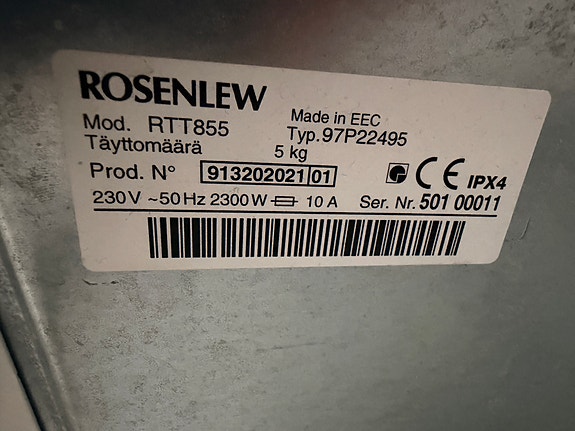 ROSENLEW
Made in EEC
Mod. RTT855 Typ.97P22495
Täyttomäärä 5 kg
Prod. N° 913202021 01
IPX4
230V ~50Hz 2300W 10 A Ser. Nr. 501 00011